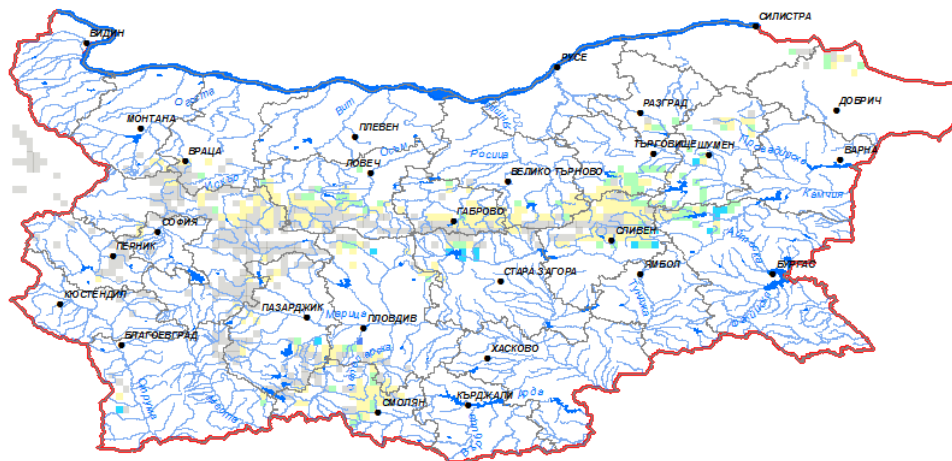 СИЛИСТРА
ВИДИН
РУСЕ
Огоста
Вит
РАЗГРАД
ДОБРИЧ
МОНТАНА
ПЛЕВЕН
Осъм
Росица
ТЪРГОВИЩЕ
ШУМЕН
ВАРНА
ВРАЦА
ЛОВЕЧ
Искър
ВЕЛИКО ТЪРНОВО
Камчия
ГАБРОВО
СОФИЯ
СЛИВЕН
ПЕРНИК
СТАРА ЗАГОРА
ЯМБОЛ
БУРГАС
Тунджа
КЮСТЕНДИЛ
ПАЗАРДЖИК
Марица
ПЛОВДИВ
БЛАГОЕВГРАД
ХАСКОВО
Струма
Места
СМОЛЯН
КЪРДЖАЛИ